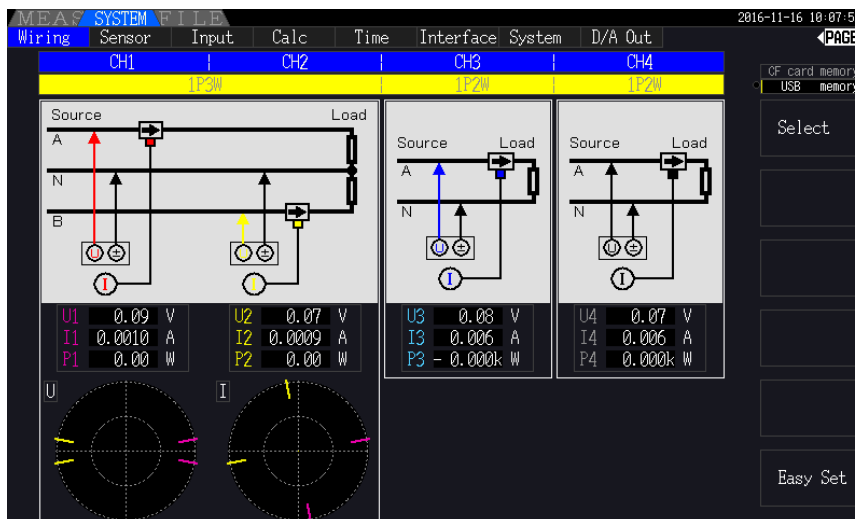 MEAS SYSTEM FILE 2016-11-16 10:07:5
Wiring Sensor Input Calc Time Interface System D/A Out PAGE
CH1 CH2 CH3 CH4
1P3W 1P2W 1P2W
CF card memory
USB memory
Select
Source Load
A
N
B
U ± U ±
I I
Source Load
A
N
U ±
I
Source Load
A
N
U ±
I
U1 0.09 V U2 0.07 V U3 0.08 V U4 0.07 V
I1 0.0010 A I2 0.0009 A I3 0.006 A I4 0.006 A
P1 0.00 W P2 0.00 W P3 - 0.000k W P4 0.000k W
U I
Easy Set